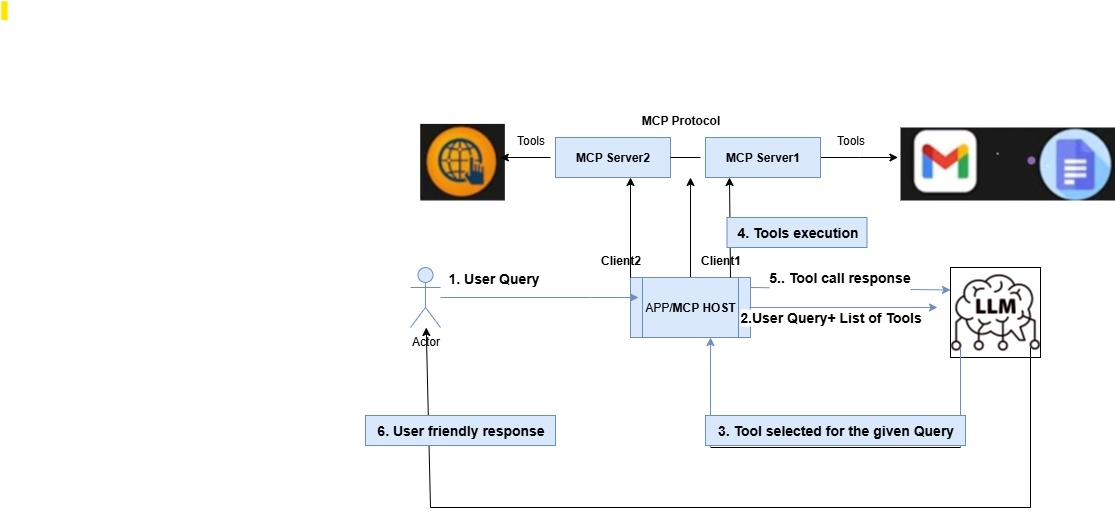 MCP Protocol
Tools
MCP Server2
MCP Server1
Tools
4. Tools execution
Client2
Client1
1. User Query
5.. Tool call response
APP/MCP HOST
LLM
2.User Query+ List of Tools
Actor
6. User friendly response
3. Tool selected for the given Query